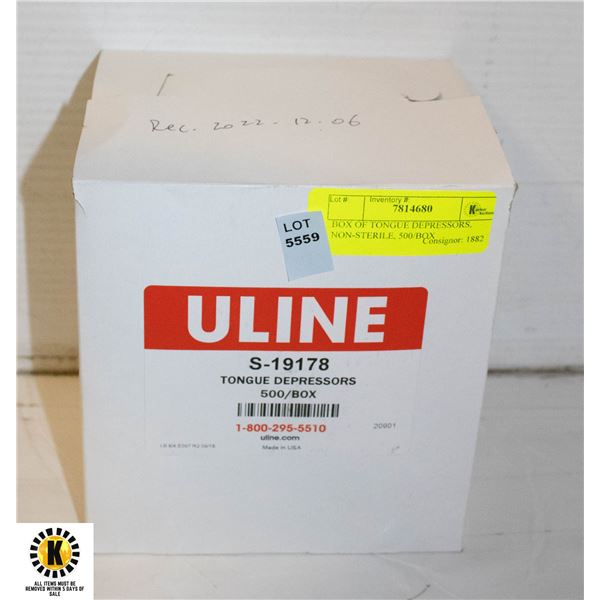 Rec. 2022.12.06
Lot # Inventory #:
7814680
BOX OF TONGUE DEPRESSORS,
NON-STERILE, 500/BOX
Consignor: 1882
LOT
5559
ULINE
S-19178
TONGUE DEPRESSORS
500/BOX
1-800-295-5510
20901
uline.com
Made in USA
K
ALL ITEMS MUST BE
REMOVED WITHIN 5 DAYS OF
SALE